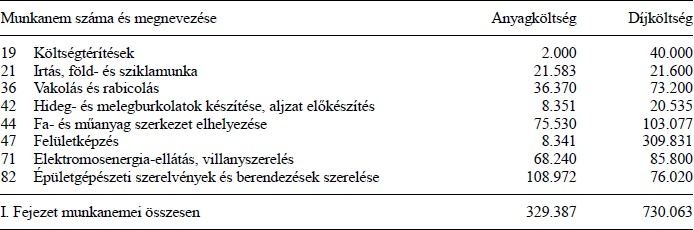 Munkanem száma és megnevezése Anyagköltség Díjköltség
19 Költségtérítések 2.000 40.000
21 Irtás, föld- és sziklamunka 21.583 21.600
36 Vakolás és rabicolás 36.370 73.200
42 Hideg- és melegburkolatok készítése, aljzat előkészítés 8.351 20.535
44 Fa- és műanyag szerkezet elhelyezése 75.530 103.077
47 Felületképzés 8.341 309.831
71 Elektromosenergia-ellátás, villanyszerelés 68.240 85.800
82 Épületgépészeti szerelvények és berendezések szerelése 108.972 76.020
I. Fejezet munkanemei összesen 329.387 730.063